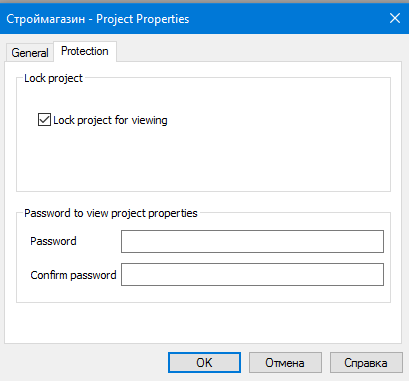 Строймагазин - Project Properties
General
Protection
Lock project
Lock project for viewing
Password to view project properties
Password
Confirm password
OK
Отмена
Справка